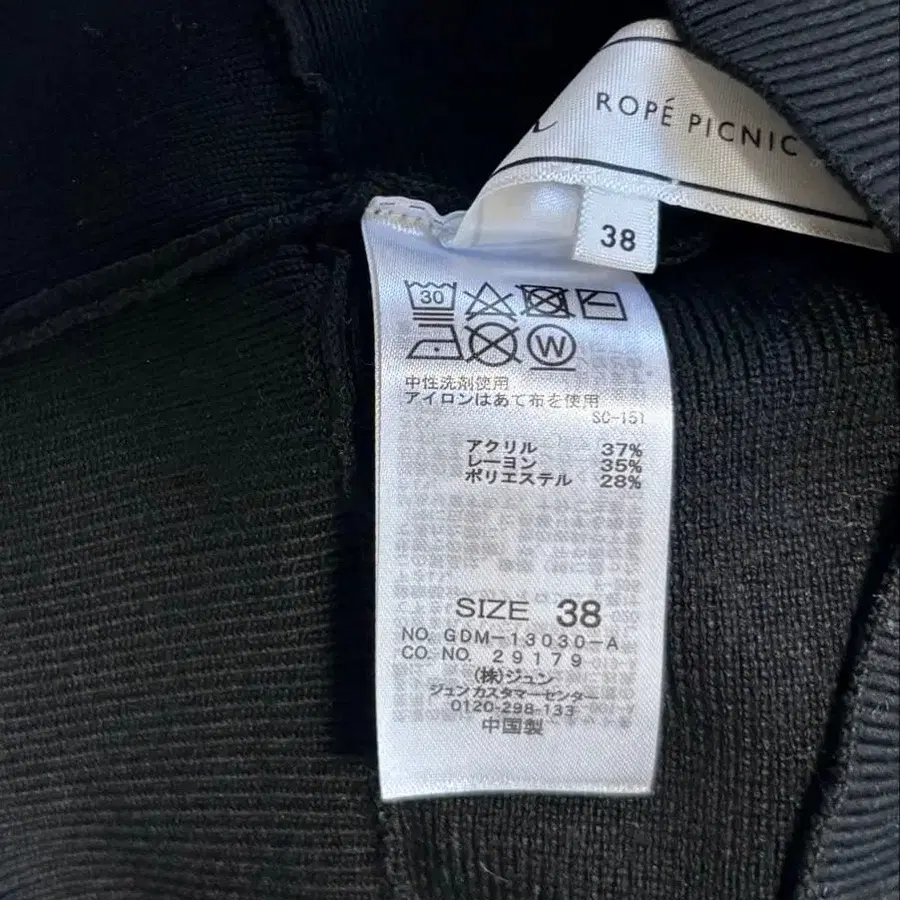 ROPÉ PICNIC
38
30
W
中性洗剤使用
アイロンはあて布を使用
SC-151
アクリル 37%
レーヨン 35%
ポリエステル 28%
SIZE 38
NO. GDM-13030-A
CO. NO. 29179
(株)ジュン
ジュンカスタマーセンター
0120-298-133
中国製